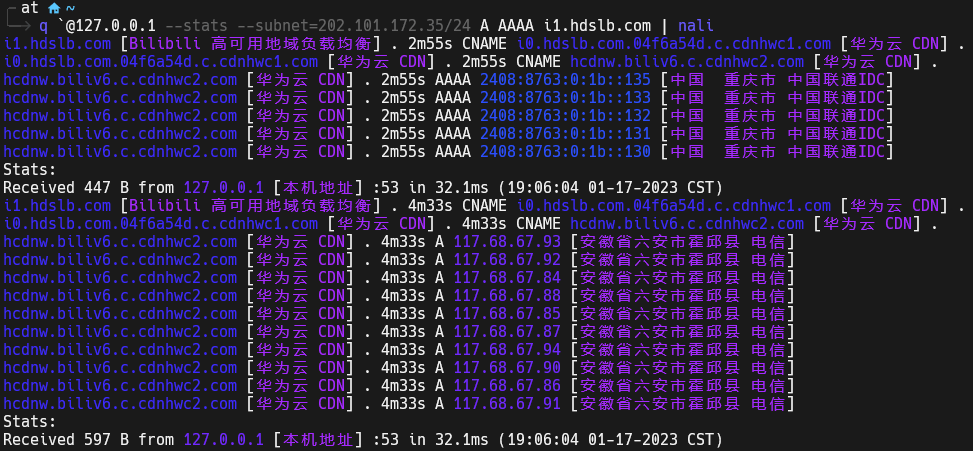 at ~
q `@127.0.0.1 --stats --subnet=202.101.172.35/24 A AAAA i1.hdslb.com | nali
i1.hdslb.com [Bilibili 高可用地域负载均衡] . 2m55s CNAME i0.hdslb.com.04f6a54d.c.cdnhwc1.com [华为云 CDN] .
i0.hdslb.com.04f6a54d.c.cdnhwc1.com [华为云 CDN] . 2m55s CNAME hcdnw.biliv6.c.cdnhwc2.com [华为云 CDN] .
hcdnw.biliv6.c.cdnhwc2.com [华为云 CDN] . 2m55s AAAA 2408:8763:0:1b::135 [中国  重庆市 中国联通IDC]
hcdnw.biliv6.c.cdnhwc2.com [华为云 CDN] . 2m55s AAAA 2408:8763:0:1b::133 [中国  重庆市 中国联通IDC]
hcdnw.biliv6.c.cdnhwc2.com [华为云 CDN] . 2m55s AAAA 2408:8763:0:1b::132 [中国  重庆市 中国联通IDC]
hcdnw.biliv6.c.cdnhwc2.com [华为云 CDN] . 2m55s AAAA 2408:8763:0:1b::131 [中国  重庆市 中国联通IDC]
hcdnw.biliv6.c.cdnhwc2.com [华为云 CDN] . 2m55s AAAA 2408:8763:0:1b::130 [中国  重庆市 中国联通IDC]
Stats:
Received 447 B from 127.0.0.1 [本机地址] :53 in 32.1ms (19:06:04 01-17-2023 CST)
i1.hdslb.com [Bilibili 高可用地域负载均衡] . 4m33s CNAME i0.hdslb.com.04f6a54d.c.cdnhwc1.com [华为云 CDN] .
i0.hdslb.com.04f6a54d.c.cdnhwc1.com [华为云 CDN] . 4m33s CNAME hcdnw.biliv6.c.cdnhwc2.com [华为云 CDN] .
hcdnw.biliv6.c.cdnhwc2.com [华为云 CDN] . 4m33s A 117.68.67.93 [安徽省六安市霍邱县 电信]
hcdnw.biliv6.c.cdnhwc2.com [华为云 CDN] . 4m33s A 117.68.67.92 [安徽省六安市霍邱县 电信]
hcdnw.biliv6.c.cdnhwc2.com [华为云 CDN] . 4m33s A 117.68.67.84 [安徽省六安市霍邱县 电信]
hcdnw.biliv6.c.cdnhwc2.com [华为云 CDN] . 4m33s A 117.68.67.88 [安徽省六安市霍邱县 电信]
hcdnw.biliv6.c.cdnhwc2.com [华为云 CDN] . 4m33s A 117.68.67.85 [安徽省六安市霍邱县 电信]
hcdnw.biliv6.c.cdnhwc2.com [华为云 CDN] . 4m33s A 117.68.67.87 [安徽省六安市霍邱县 电信]
hcdnw.biliv6.c.cdnhwc2.com [华为云 CDN] . 4m33s A 117.68.67.94 [安徽省六安市霍邱县 电信]
hcdnw.biliv6.c.cdnhwc2.com [华为云 CDN] . 4m33s A 117.68.67.90 [安徽省六安市霍邱县 电信]
hcdnw.biliv6.c.cdnhwc2.com [华为云 CDN] . 4m33s A 117.68.67.86 [安徽省六安市霍邱县 电信]
hcdnw.biliv6.c.cdnhwc2.com [华为云 CDN] . 4m33s A 117.68.67.91 [安徽省六安市霍邱县 电信]
Stats:
Received 597 B from 127.0.0.1 [本机地址] :53 in 32.1ms (19:06:04 01-17-2023 CST)